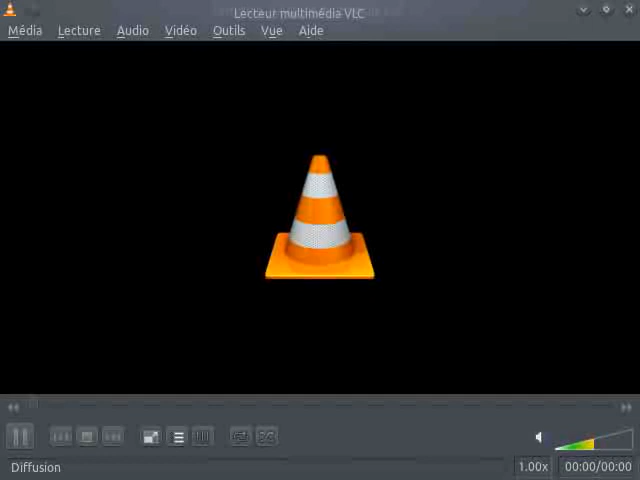 Lecteur multimédia VLC
Média Lecture Audio Vidéo Outils Vue Aide
Diffusion 1.00x 00:00/00:00